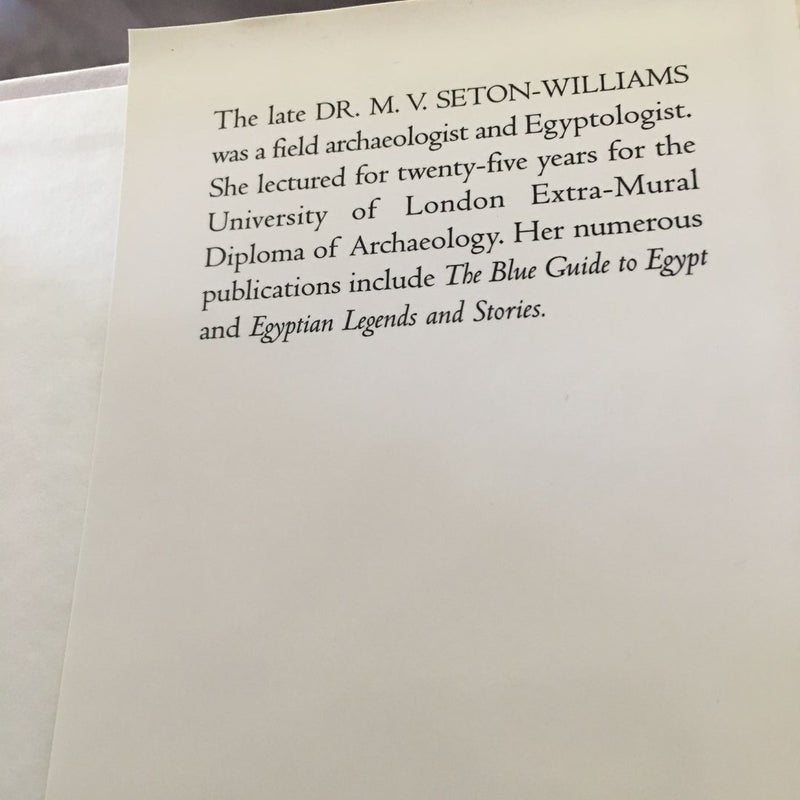 The late DR. M. V. SETON-WILLIAMS
was a field archaeologist and Egyptologist.
She lectured for twenty-five years for the
University of London Extra-Mural
Diploma of Archaeology. Her numerous
publications include The Blue Guide to Egypt
and Egyptian Legends and Stories.